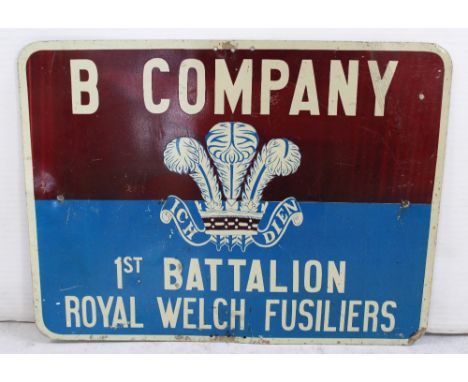 B COMPANY
ICH DIEN
1ST BATTALION
ROYAL WELCH FUSILIERS